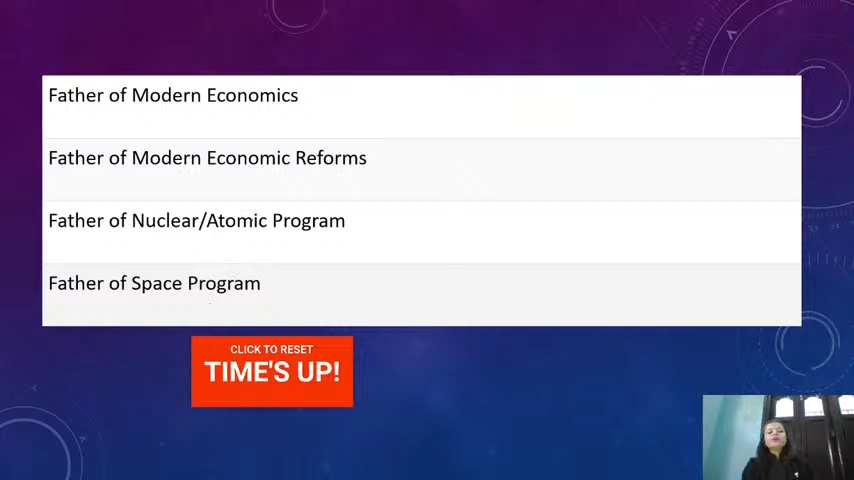 Father of Modern Economics
Father of Modern Economic Reforms
Father of Nuclear/Atomic Program
Father of Space Program
CLICK TO RESET
TIME'S UP!